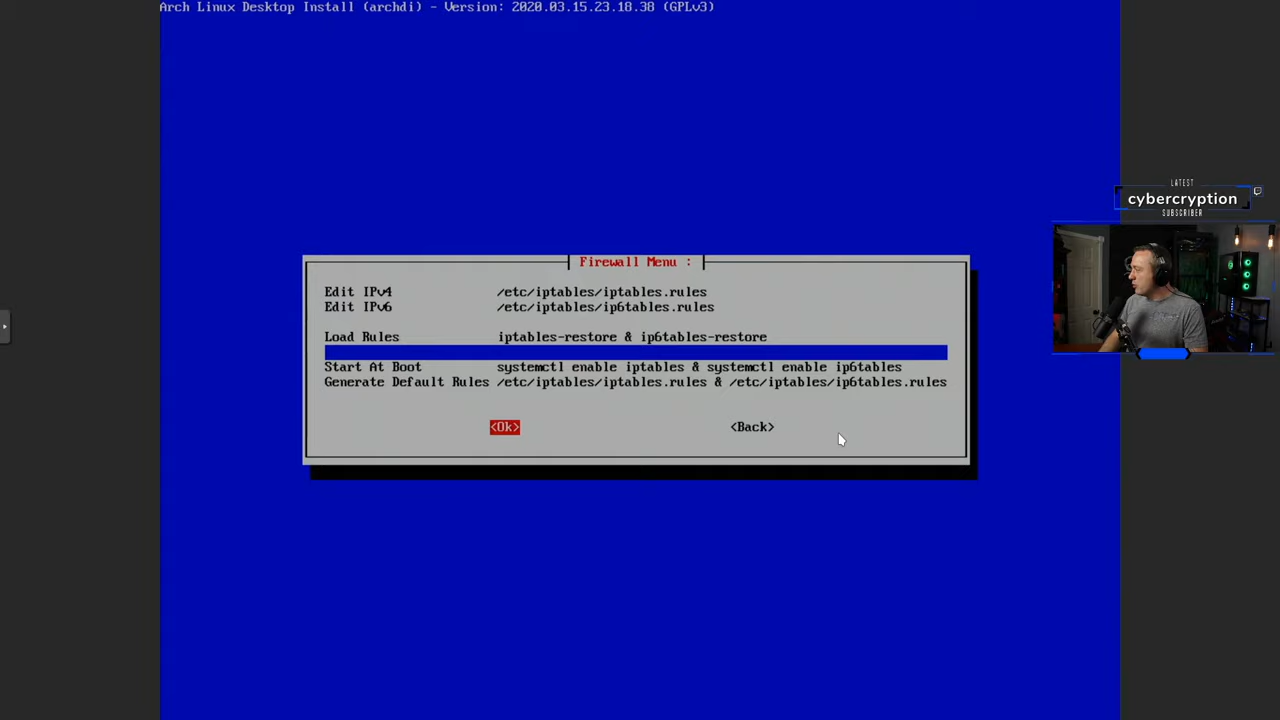 Arch Linux Desktop Install (archdi) - Version: 2020.03.15.23.18.38 (GPLv3)
LATEST
cybercryption
SUBSCRIBER
Firewall Menu :
Edit IPv4 /etc/iptables/iptables.rules
Edit IPv6 /etc/iptables/ip6tables.rules
Load Rules iptables-restore & ip6tables-restore
Start At Boot systemctl enable iptables & systemctl enable ip6tables
Generate Default Rules /etc/iptables/iptables.rules & /etc/iptables/ip6tables.rules
<Ok> <Back>